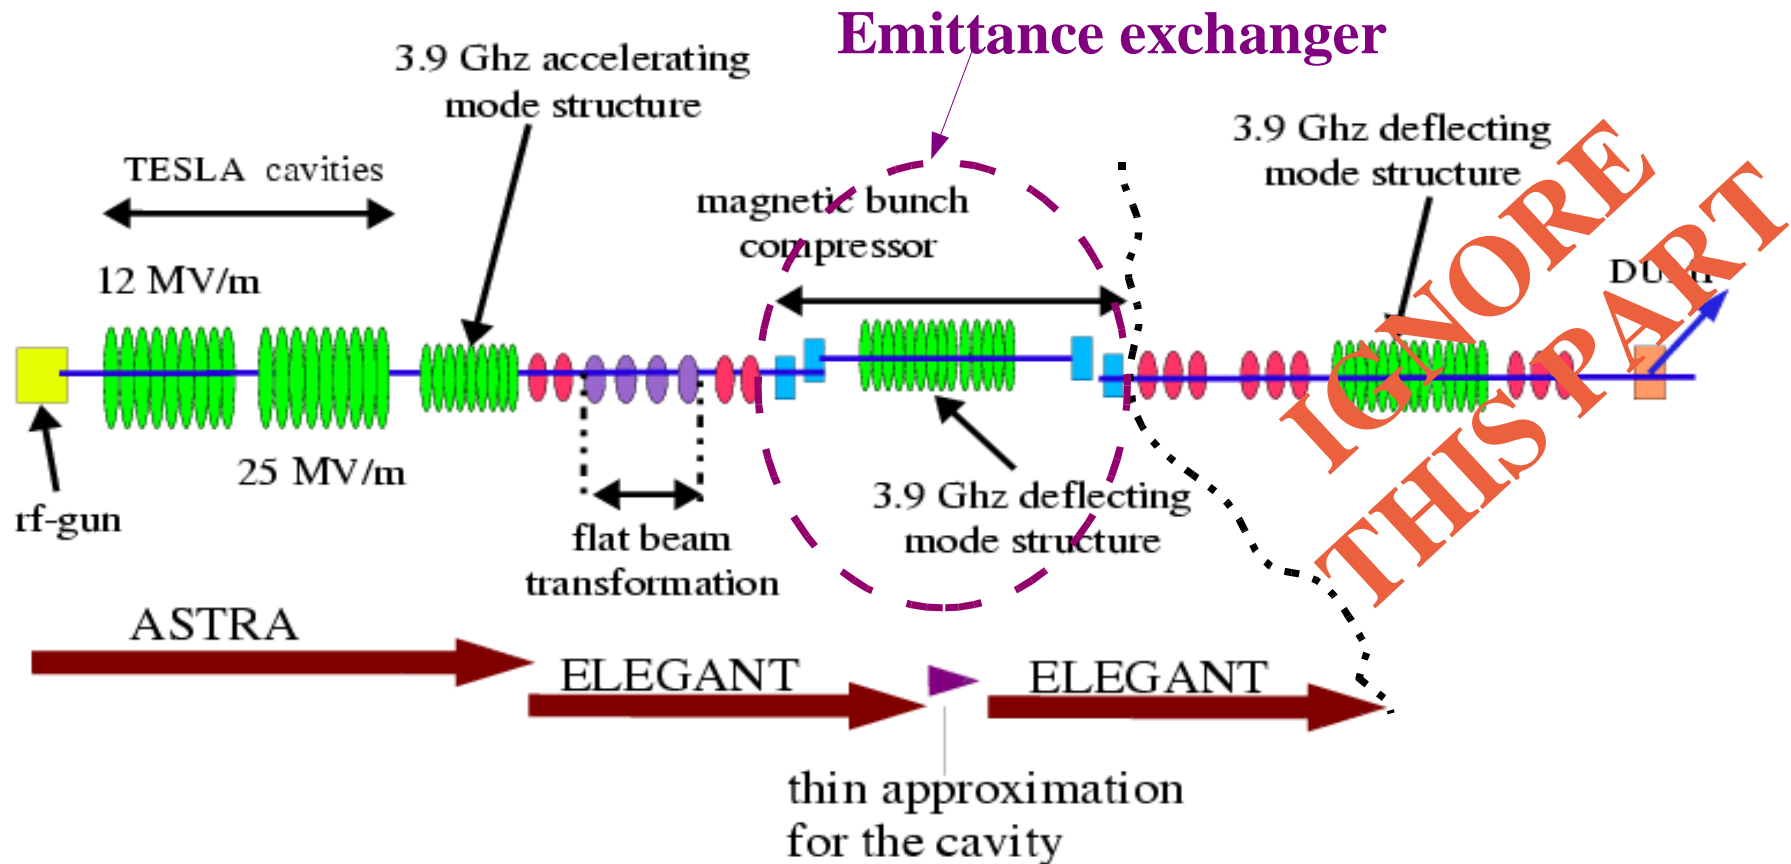 Emittance exchanger
3.9 Ghz accelerating
mode structure
3.9 Ghz deflecting
mode structure
TESLA cavities
magnetic bunch
compressor
12 MV/m
25 MV/m
rf-gun
3.9 Ghz deflecting
mode structure
flat beam
transformation
IGNORE
THIS PART
ASTRA
ELEGANT
ELEGANT
thin approximation
for the cavity